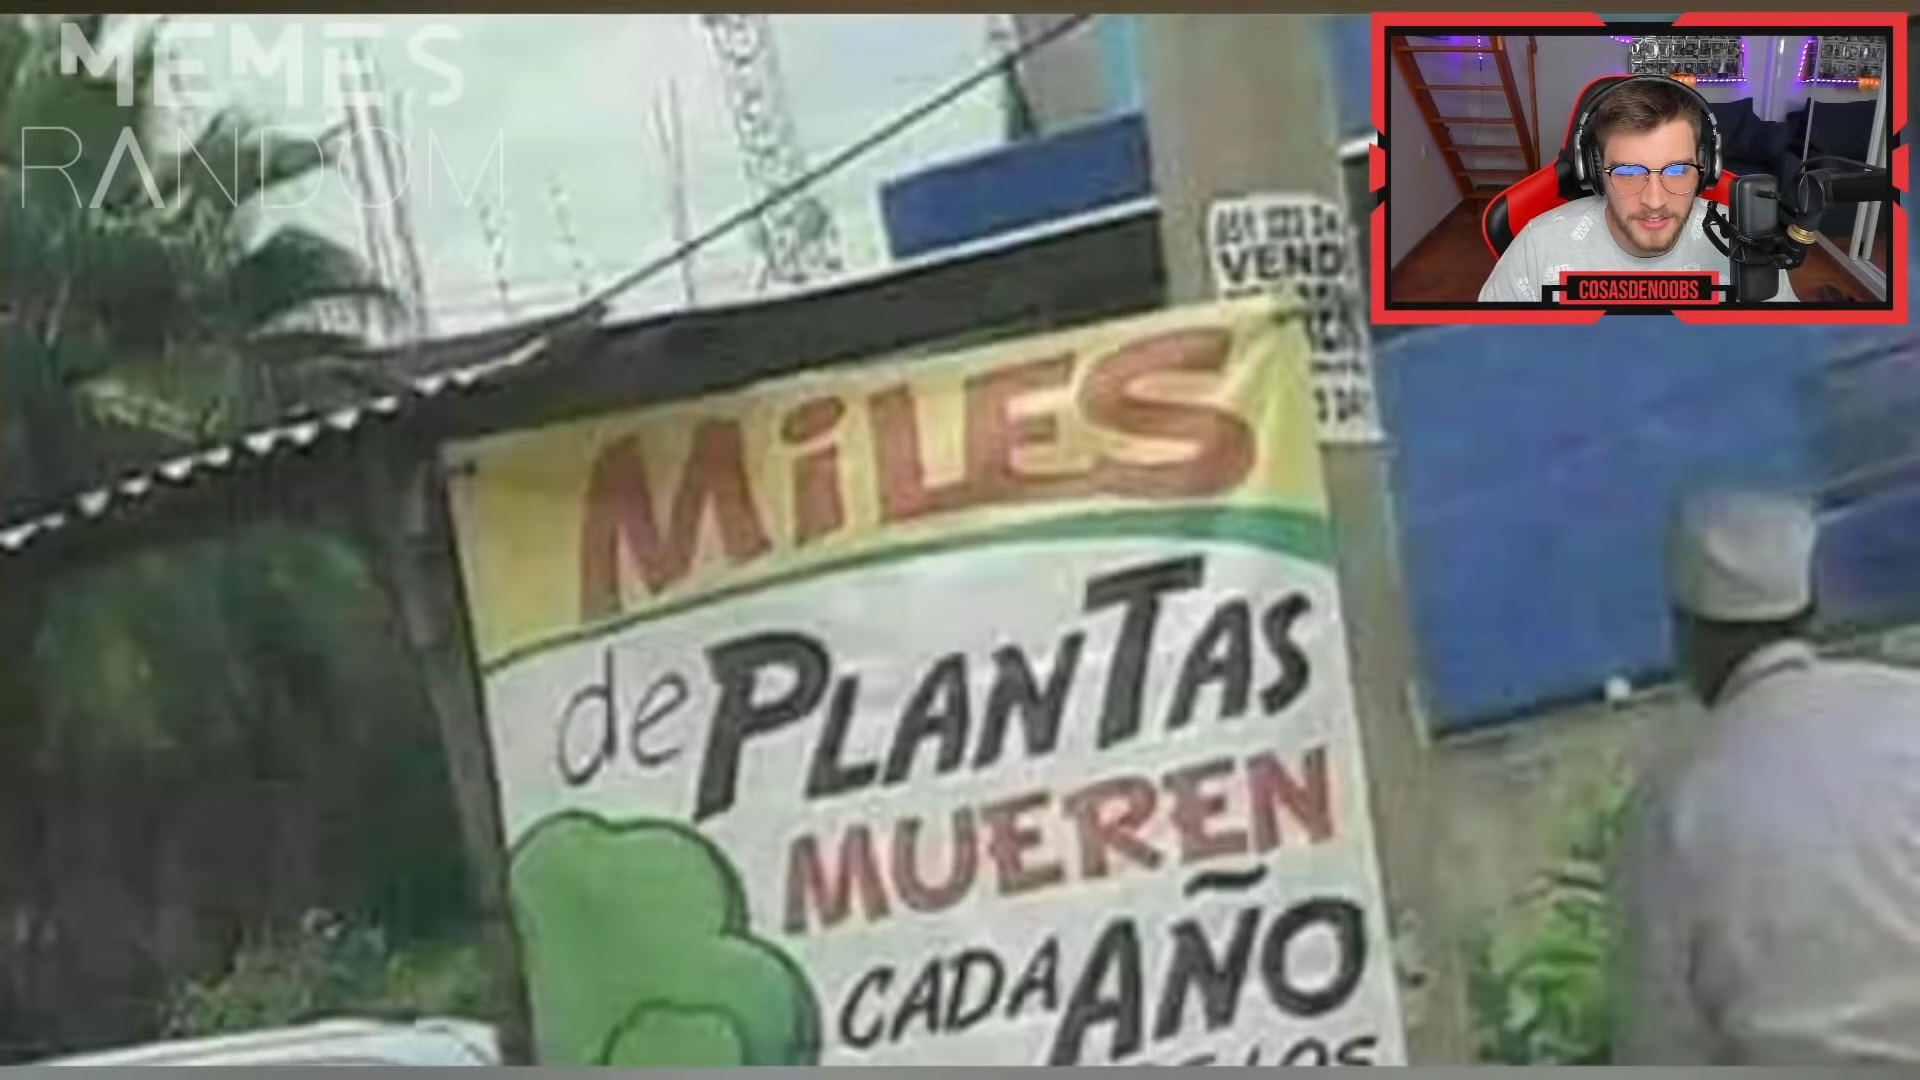 MEMES
RANDOM
COSASDENOOBS
VEND
MiLES
de PLANTAS
MUEREN
CADA AÑO